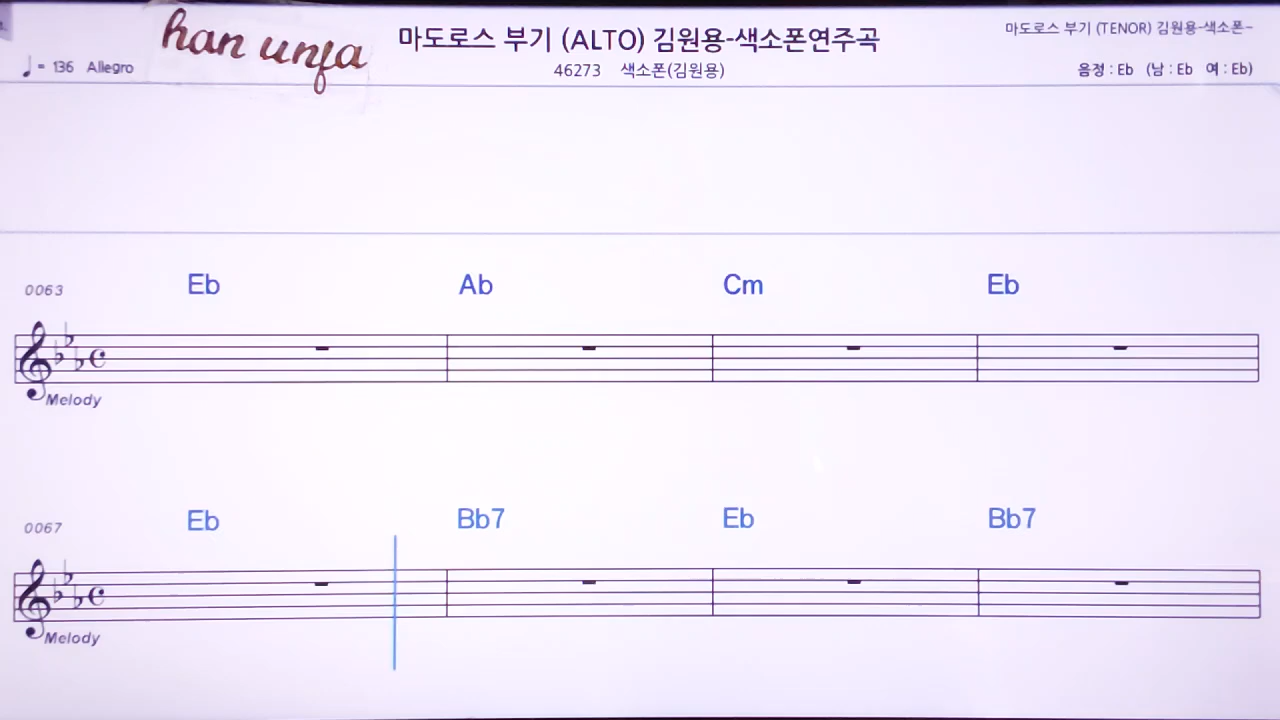 han unfa
마도로스 부기 (ALTO) 김원용-색소폰연주곡
마도로스 부기 (TENOR) 김원용-색소폰~
♩= 136 Allegro
46273 색소폰(김원용)
음정 : Eb (남 : Eb 여 : Eb)
0063 Eb Ab Cm Eb
Melody
0067 Eb Bb7 Eb Bb7
Melody